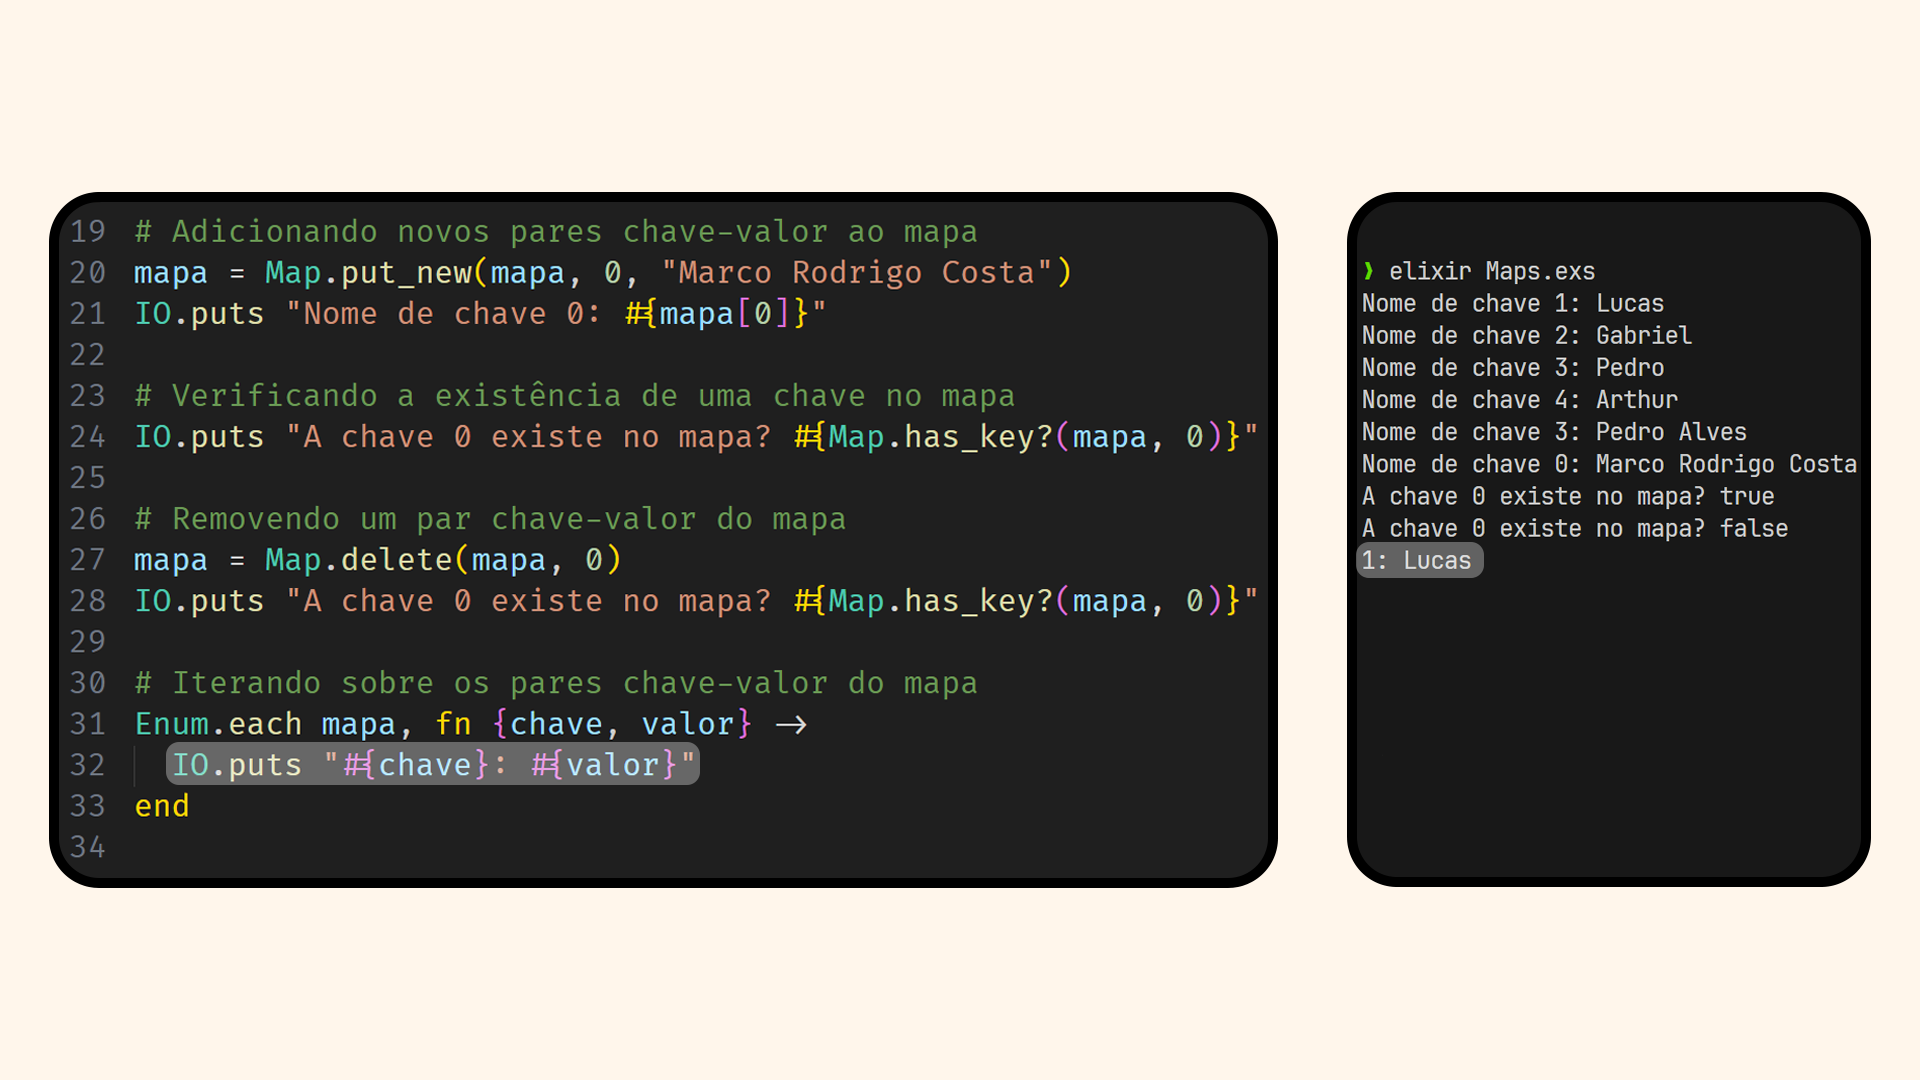 19 # Adicionando novos pares chave-valor ao mapa
20 mapa = Map.put_new(mapa, 0, "Marco Rodrigo Costa")
21 IO.puts "Nome de chave 0: #{mapa[0]}"
22
23 # Verificando a existência de uma chave no mapa
24 IO.puts "A chave 0 existe no mapa? #{Map.has_key?(mapa, 0)}"
25
26 # Removendo um par chave-valor do mapa
27 mapa = Map.delete(mapa, 0)
28 IO.puts "A chave 0 existe no mapa? #{Map.has_key?(mapa, 0)}"
29
30 # Iterando sobre os pares chave-valor do mapa
31 Enum.each mapa, fn {chave, valor} ->
32   IO.puts "#{chave}: #{valor}"
33 end
34
❯ elixir Maps.exs
Nome de chave 1: Lucas
Nome de chave 2: Gabriel
Nome de chave 3: Pedro
Nome de chave 4: Arthur
Nome de chave 3: Pedro Alves
Nome de chave 0: Marco Rodrigo Costa
A chave 0 existe no mapa? true
A chave 0 existe no mapa? false
1: Lucas